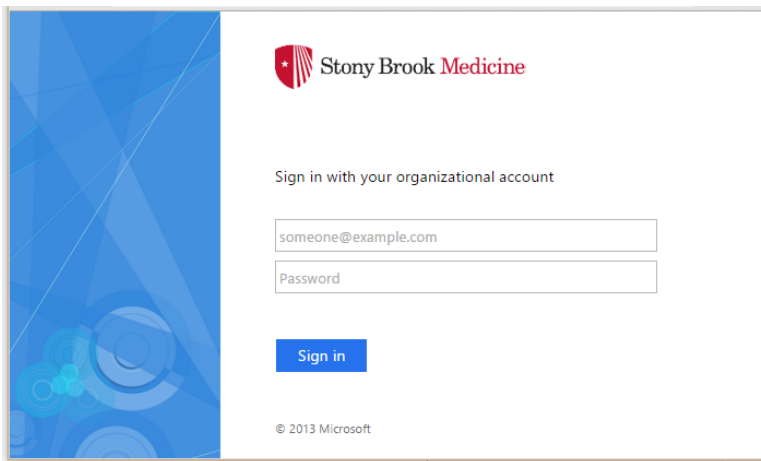 Stony Brook Medicine
Sign in with your organizational account
someone@example.com
Password
Sign in
© 2013 Microsoft